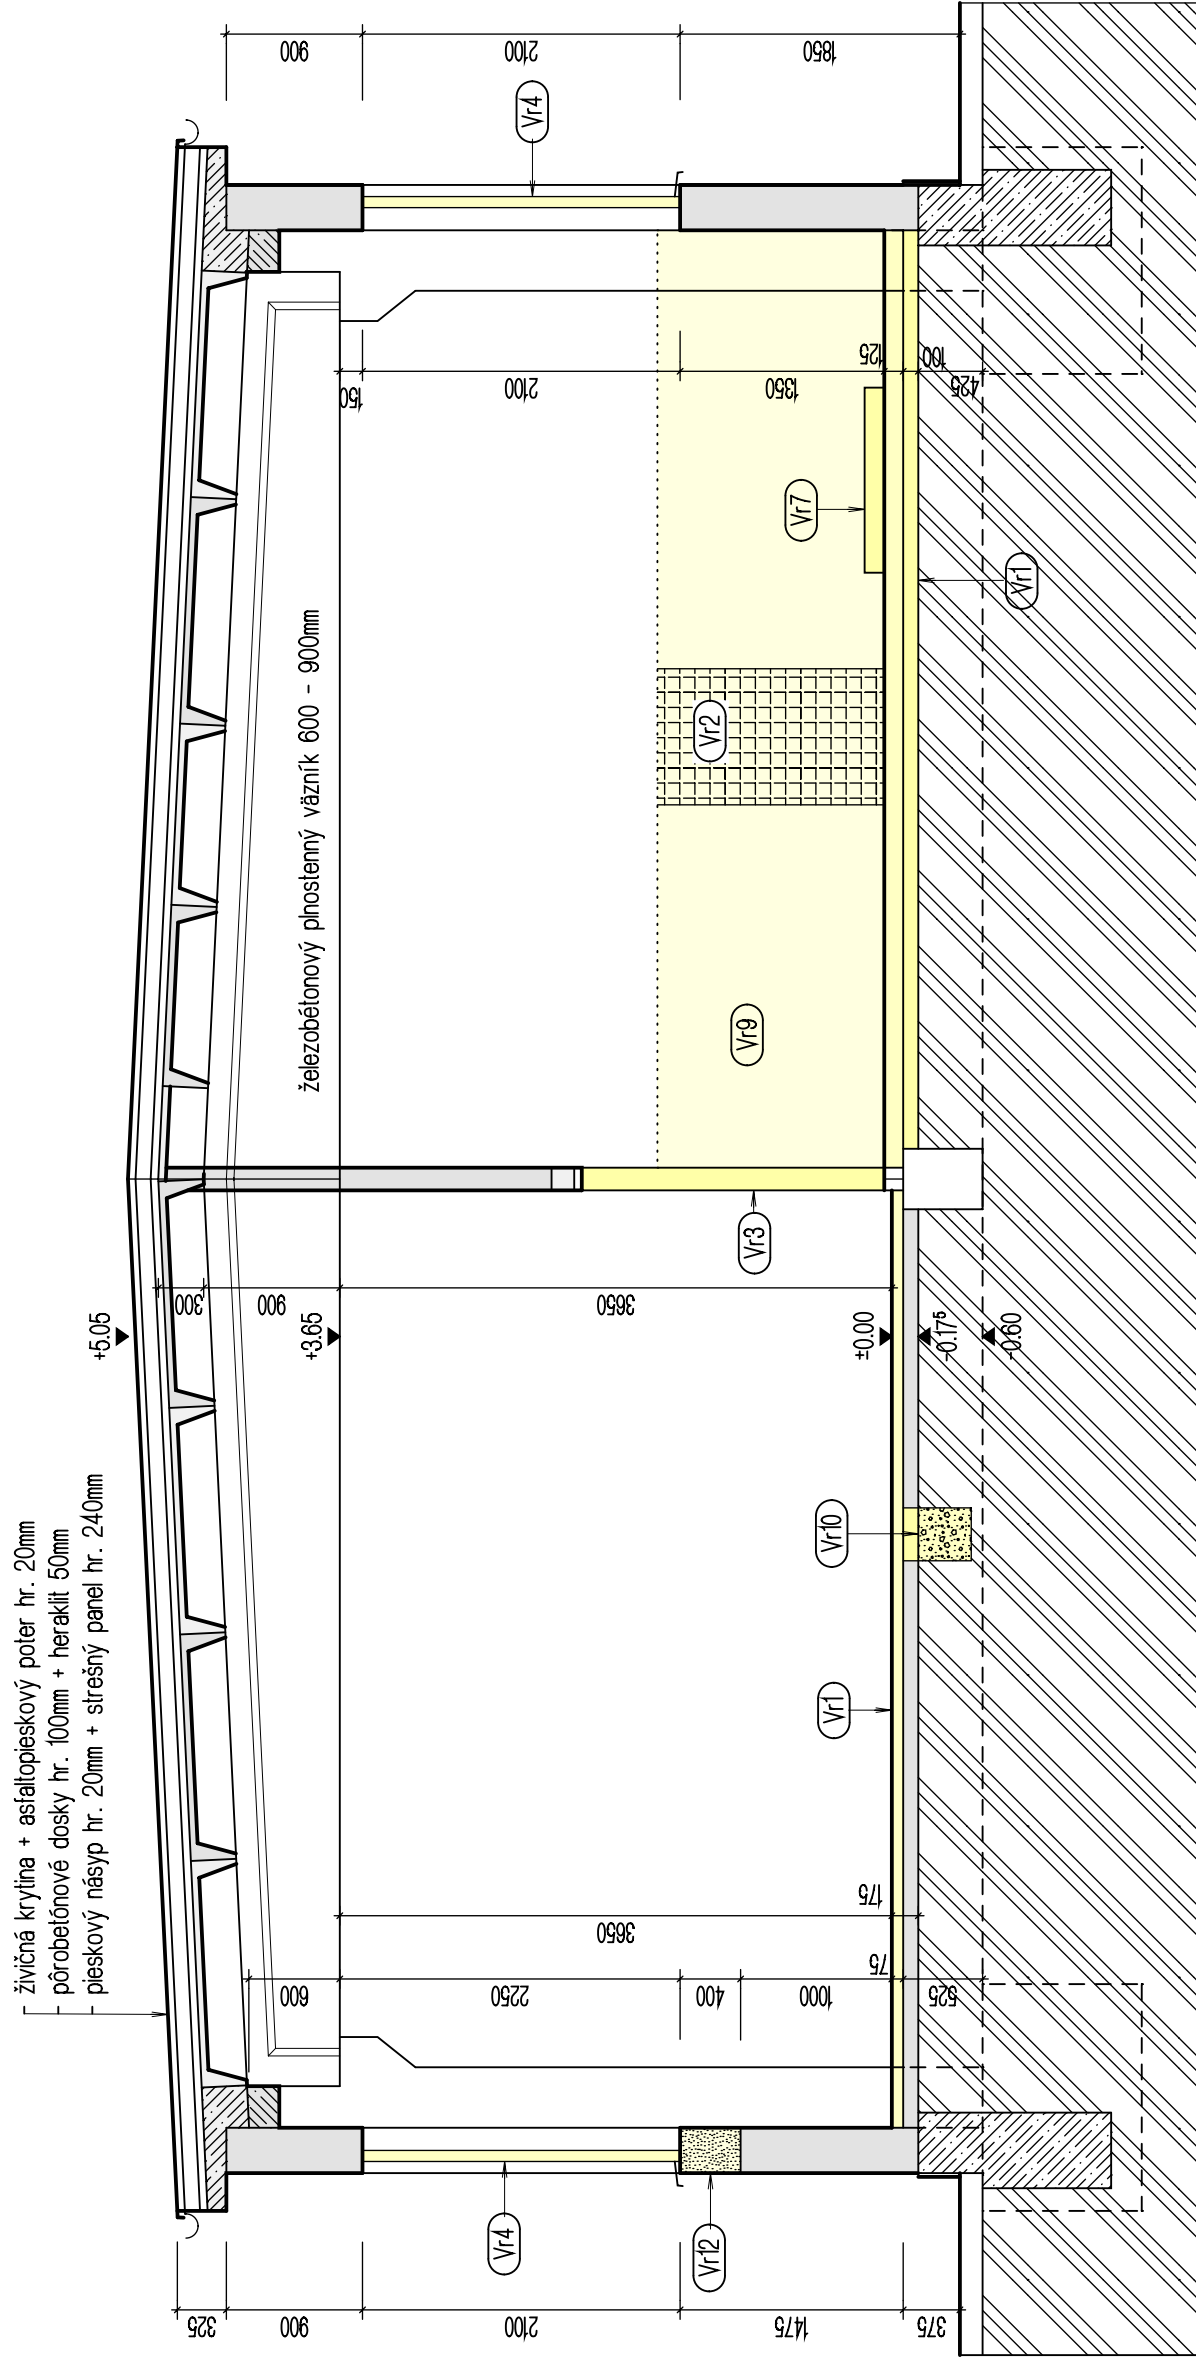 živičná krytina + asfaltopieskový poter hr. 20mm
pórobetónové dosky hr. 100mm + heraklit 50mm
pieskový násyp hr. 20mm + strešný panel hr. 240mm
+5.05
železobétonový plnostenný väzník 600 - 900mm
+3.65
±0.00
-0.17⁵
-0.60
325
900
2100
1475
375
Vr4
Vr12
600
2250
400
1000
75
525
3650
175
Vr1
Vr10
300
900
3650
Vr3
Vr9
Vr2
Vr7
Vr1
150
2100
1350
125
100
425
Vr4
900
2100
1850